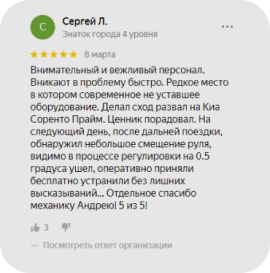 С
Сергей Л.
Знаток города 4 уровня
8 марта
Внимательный и вежливый персонал.
Вникают в проблему быстро. Редкое место
в котором современное не уставшее
оборудование. Делал сход развал на Киа
Соренто Прайм. Ценник порадовал. На
следующий день, после дальней поездки,
обнаружил небольшое смещение руля,
видимо в процессе регулировки на 0.5
градуса ушел, оперативно приняли
бесплатно устранили без лишних
высказываний... Отдельное спасибо
механику Андрею! 5 из 5!
3
— Посмотреть ответ организации